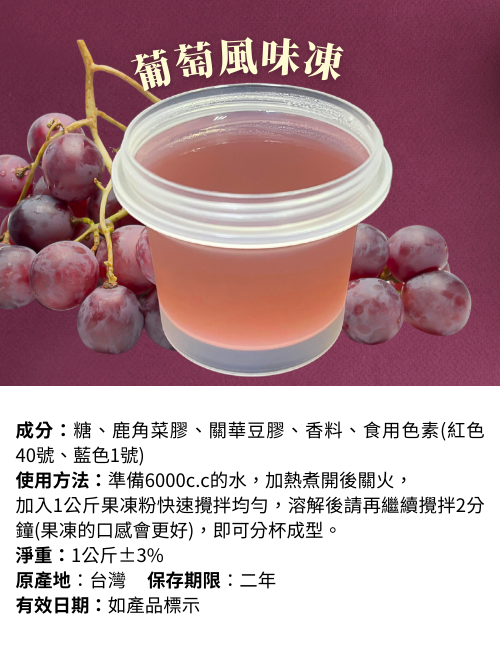 葡萄風味凍
成分：糖、鹿角菜膠、關華豆膠、香料、食用色素(紅色
40號、藍色1號)
使用方法：準備6000c.c的水，加熱煮開後關火，
加入1公斤果凍粉快速攪拌均勻，溶解後請再繼續攪拌2分
鐘(果凍的口感會更好)，即可分杯成型。
淨重：1公斤±3%
原產地：台灣　保存期限：二年
有效日期：如產品標示